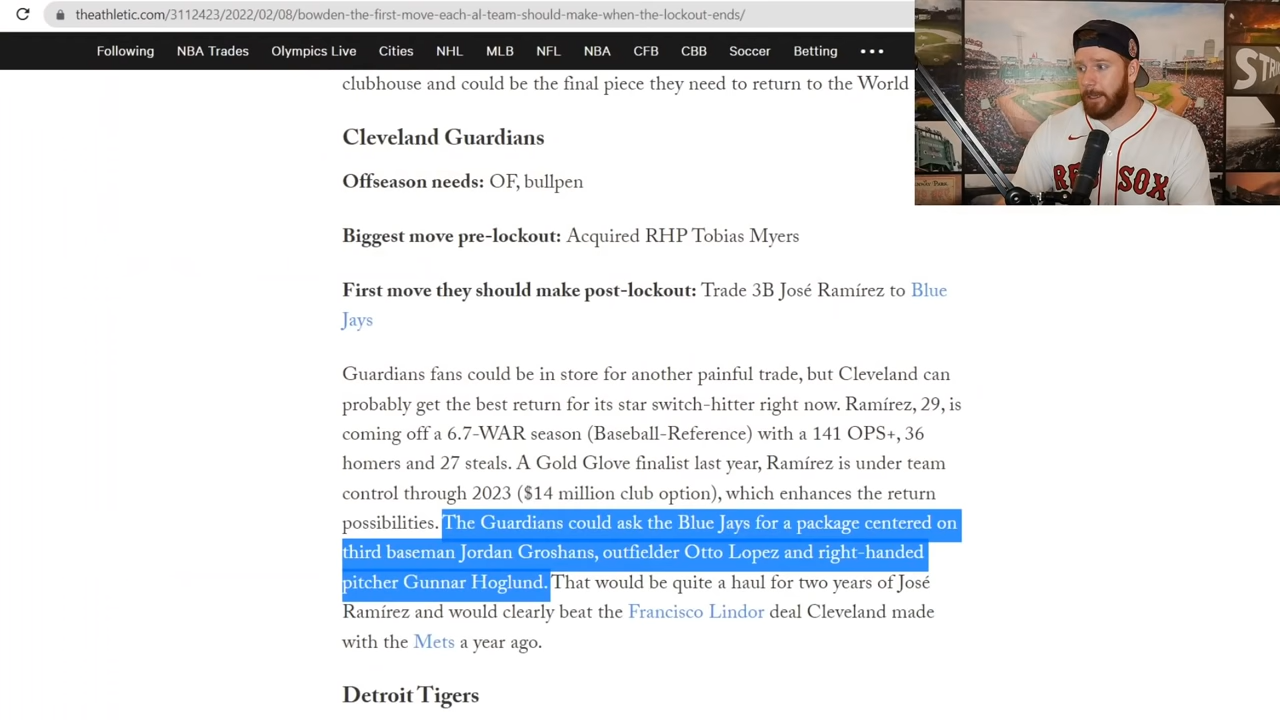 theathletic.com/3112423/2022/02/08/bowden-the-first-move-each-al-team-should-make-when-the-lockout-ends/
Following NBA Trades Olympics Live Cities NHL MLB NFL NBA CFB CBB Soccer Betting •••
clubhouse and could be the final piece they need to return to the World
Cleveland Guardians
Offseason needs: OF, bullpen
Biggest move pre-lockout: Acquired RHP Tobias Myers
First move they should make post-lockout: Trade 3B José Ramírez to Blue
Jays
Guardians fans could be in store for another painful trade, but Cleveland can
probably get the best return for its star switch-hitter right now. Ramírez, 29, is
coming off a 6.7-WAR season (Baseball-Reference) with a 141 OPS+, 36
homers and 27 steals. A Gold Glove finalist last year, Ramírez is under team
control through 2023 ($14 million club option), which enhances the return
possibilities. The Guardians could ask the Blue Jays for a package centered on
third baseman Jordan Groshans, outfielder Otto Lopez and right-handed
pitcher Gunnar Hoglund. That would be quite a haul for two years of José
Ramírez and would clearly beat the Francisco Lindor deal Cleveland made
with the Mets a year ago.
Detroit Tigers
RED SOX